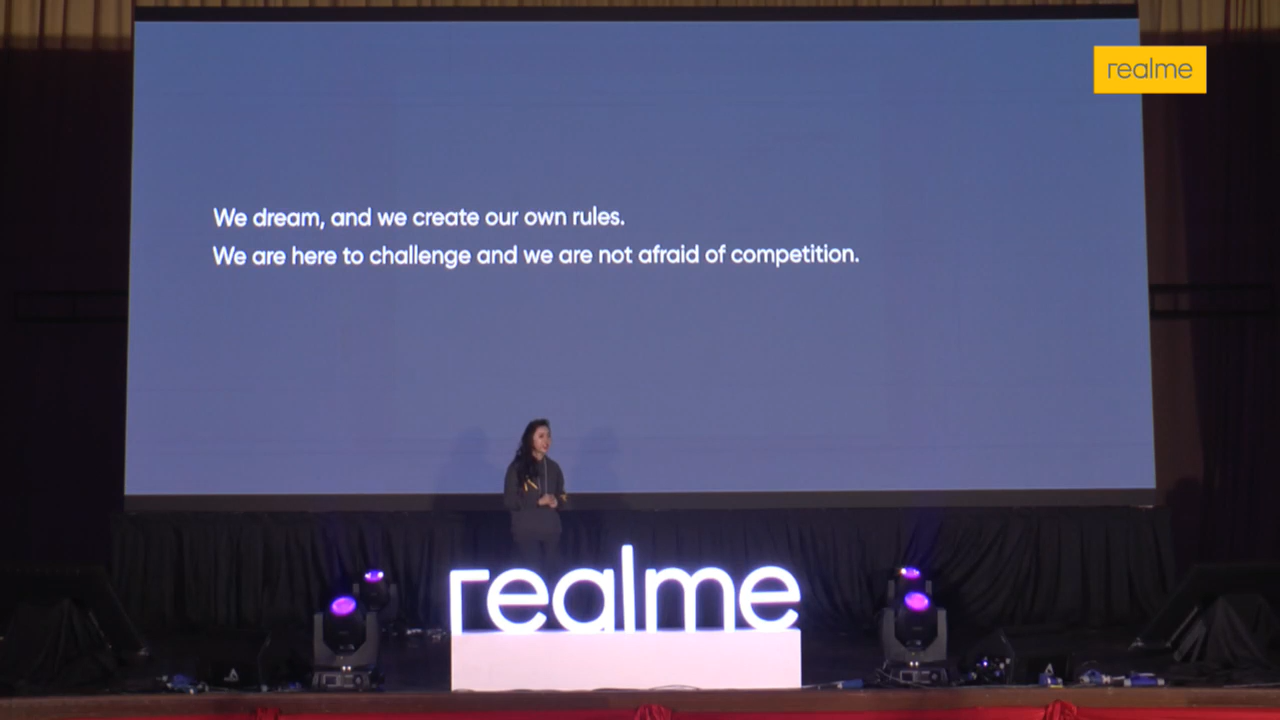 realme
We dream, and we create our own rules.
We are here to challenge and we are not afraid of competition.
realme